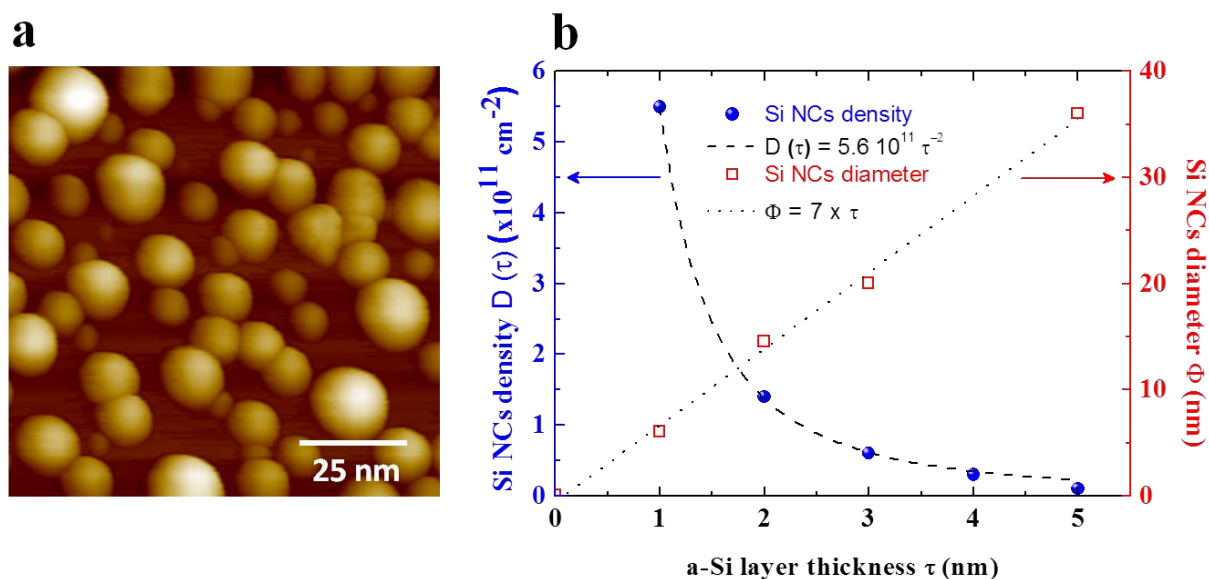 a
25 nm
b
Si NCs density D (τ) (x10¹¹ cm⁻²)
6
5
4
3
2
1
0
Si NCs density
D (τ) = 5.6 10¹¹ τ⁻²
Si NCs diameter
Φ = 7 x τ
40
30
20
10
0
Si NCs diameter Φ (nm)
0 1 2 3 4 5
a-Si layer thickness τ (nm)